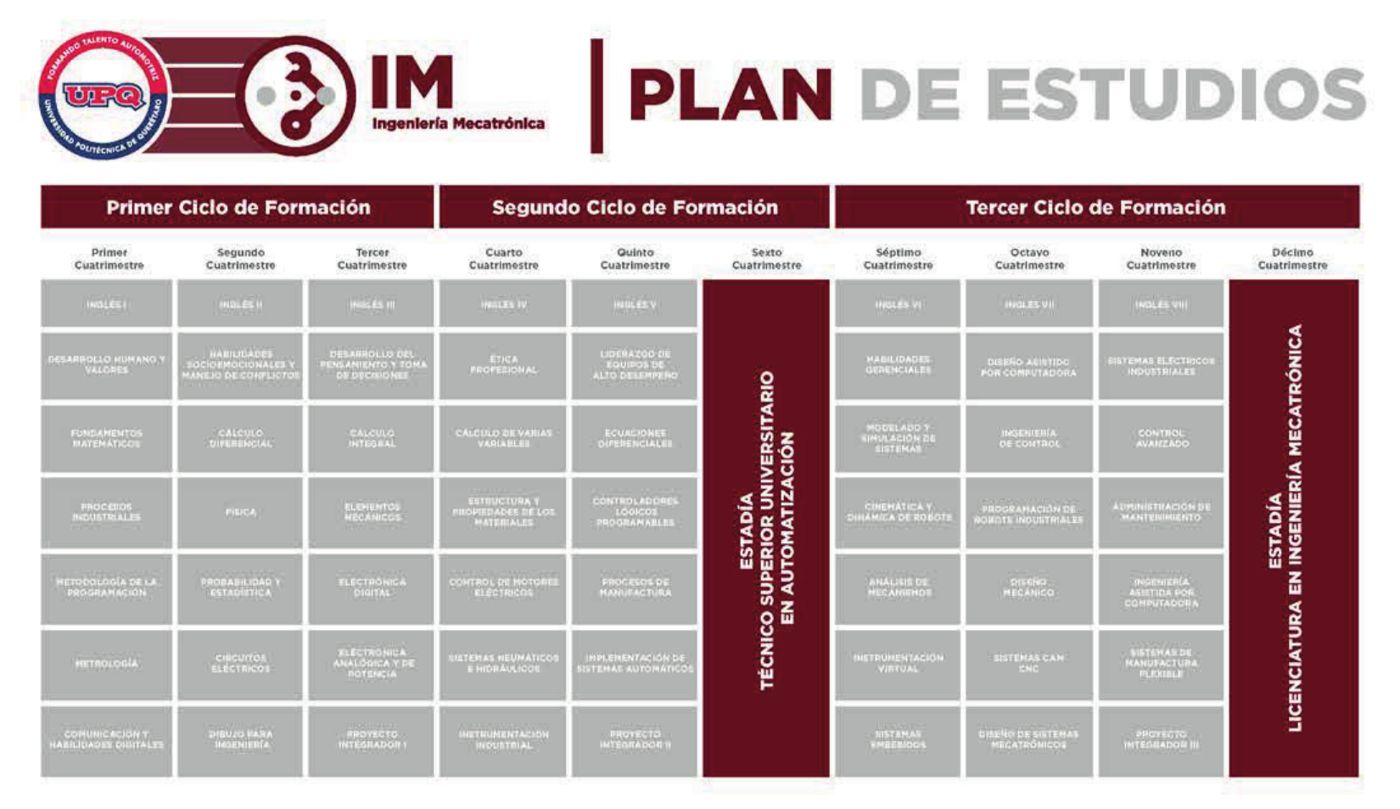 FORMANDO TALENTO AUTOMOTRIZ
UPQ
UNIVERSIDAD POLITÉCNICA DE QUERÉTARO
IM
Ingeniería Mecatrónica
PLAN DE ESTUDIOS
Primer Ciclo de Formación
Segundo Ciclo de Formación
Tercer Ciclo de Formación
Primer
Cuatrimestre
Segundo
Cuatrimestre
Tercer
Cuatrimestre
Cuarto
Cuatrimestre
Quinto
Cuatrimestre
Sexto
Cuatrimestre
Séptimo
Cuatrimestre
Octavo
Cuatrimestre
Noveno
Cuatrimestre
Décimo
Cuatrimestre
INGLÉS I
INGLÉS II
INGLÉS III
INGLÉS IV
INGLÉS V
INGLÉS VI
INGLÉS VII
INGLÉS VIII
DESARROLLO HUMANO Y
VALORES
HABILIDADES
SOCIOEMOCIONALES Y
MANEJO DE CONFLICTOS
DESARROLLO DEL
PENSAMIENTO Y TOMA
DE DECISIONES
ÉTICA
PROFESIONAL
LIDERAZGO DE
EQUIPOS DE
ALTO DESEMPEÑO
HABILIDADES
GERENCIALES
DISEÑO ASISTIDO
POR COMPUTADORA
SISTEMAS ELÉCTRICOS
INDUSTRIALES
FUNDAMENTOS
MATEMÁTICOS
CÁLCULO
DIFERENCIAL
CÁLCULO
INTEGRAL
CÁLCULO DE VARIAS
VARIABLES
ECUACIONES
DIFERENCIALES
MODELADO Y
SIMULACIÓN DE
SISTEMAS
INGENIERÍA
DE CONTROL
CONTROL
AVANZADO
PROCESOS
INDUSTRIALES
FÍSICA
ELEMENTOS
MECÁNICOS
ESTRUCTURA Y
PROPIEDADES DE LOS
MATERIALES
CONTROLADORES
LÓGICOS
PROGRAMABLES
CINEMÁTICA Y
DINÁMICA DE ROBOTS
PROGRAMACIÓN DE
ROBOTS INDUSTRIALES
ADMINISTRACIÓN DE
MANTENIMIENTO
METODOLOGÍA DE LA
PROGRAMACIÓN
PROBABILIDAD Y
ESTADÍSTICA
ELECTRÓNICA
DIGITAL
CONTROL DE MOTORES
ELÉCTRICOS
PROCESOS DE
MANUFACTURA
ANÁLISIS DE
MECANISMOS
DISEÑO
MECÁNICO
INGENIERÍA
ASISTIDA POR
COMPUTADORA
METROLOGÍA
CIRCUITOS
ELÉCTRICOS
ELECTRÓNICA
ANALÓGICA Y DE
POTENCIA
SISTEMAS NEUMÁTICOS
E HIDRÁULICOS
IMPLEMENTACIÓN DE
SISTEMAS AUTOMÁTICOS
INSTRUMENTACIÓN
VIRTUAL
SISTEMAS CAM
CNC
SISTEMAS DE
MANUFACTURA
FLEXIBLE
COMUNICACIÓN Y
HABILIDADES DIGITALES
DIBUJO PARA
INGENIERÍA
PROYECTO
INTEGRADOR I
INSTRUMENTACIÓN
INDUSTRIAL
PROYECTO
INTEGRADOR II
SISTEMAS
EMBEBIDOS
DISEÑO DE SISTEMAS
MECATRÓNICOS
PROYECTO
INTEGRADOR III
ESTADÍA
TÉCNICO SUPERIOR UNIVERSITARIO
EN AUTOMATIZACIÓN
ESTADÍA
LICENCIATURA EN INGENIERÍA MECATRÓNICA